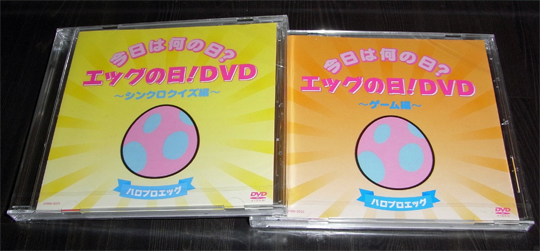 今日は何の日?
エッグの日!DVD
～シンクロクイズ編～
ハロプロエッグ
DVD
今日は何の日?
エッグの日!DVD
～ゲーム編～
ハロプロエッグ
DVD